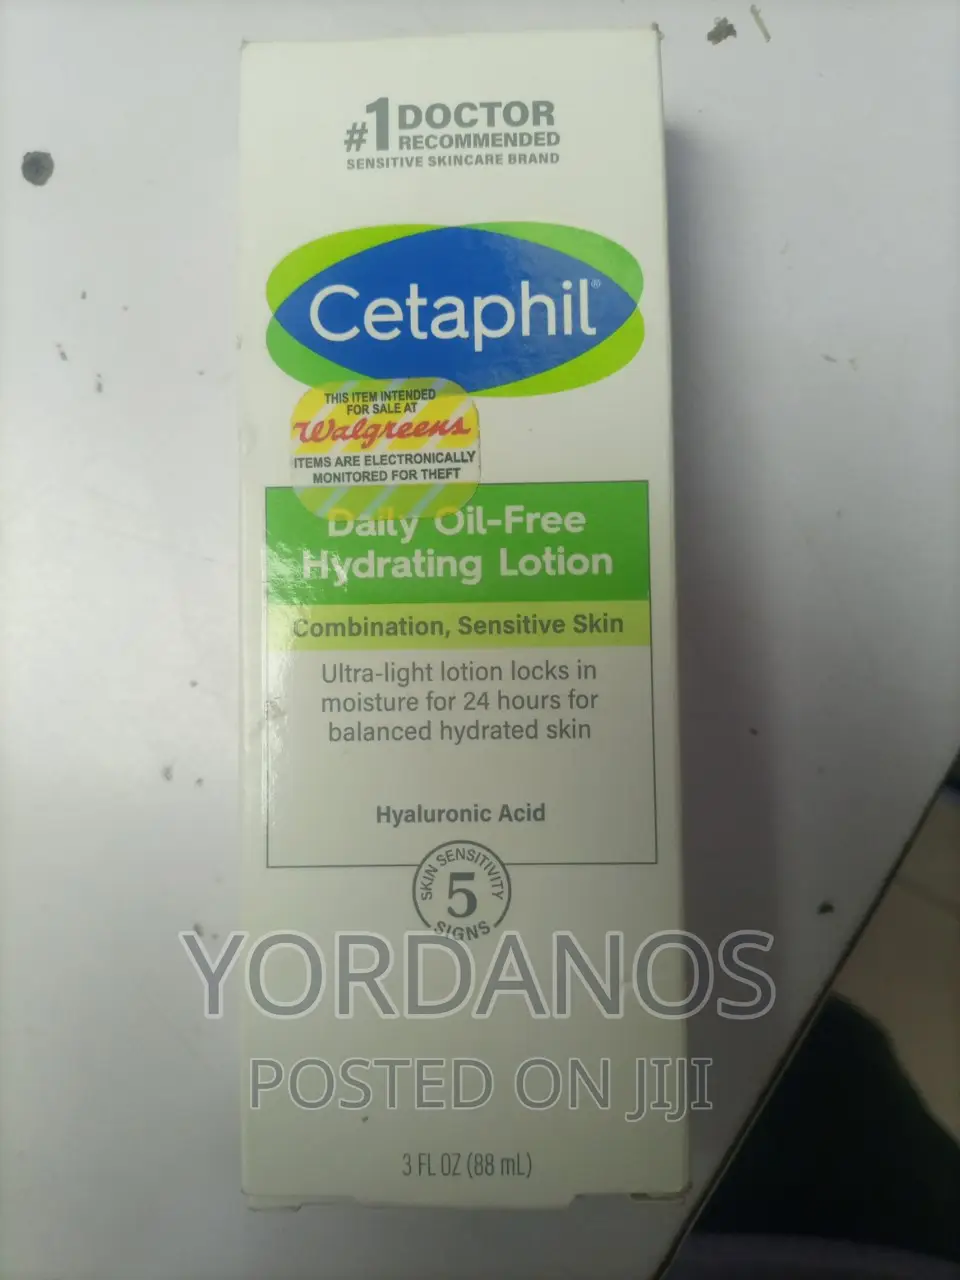 #1 DOCTOR
RECOMMENDED
SENSITIVE SKINCARE BRAND
Cetaphil®
THIS ITEM INTENDED
FOR SALE AT
Walgreens
ITEMS ARE ELECTRONICALLY
MONITORED FOR THEFT
Daily Oil-Free
Hydrating Lotion
Combination, Sensitive Skin
Ultra-light lotion locks in
moisture for 24 hours for
balanced hydrated skin
Hyaluronic Acid
SKIN SENSITIVITY
5
SIGNS
YORDANOS
POSTED ON JIJI
3 FL OZ (88 mL)